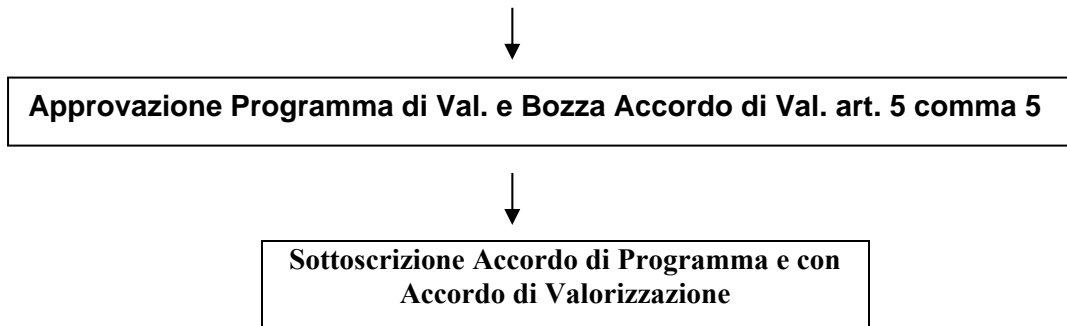 Approvazione Programma di Val. e Bozza Accordo di Val. art. 5 comma 5
Sottoscrizione Accordo di Programma e con
Accordo di Valorizzazione